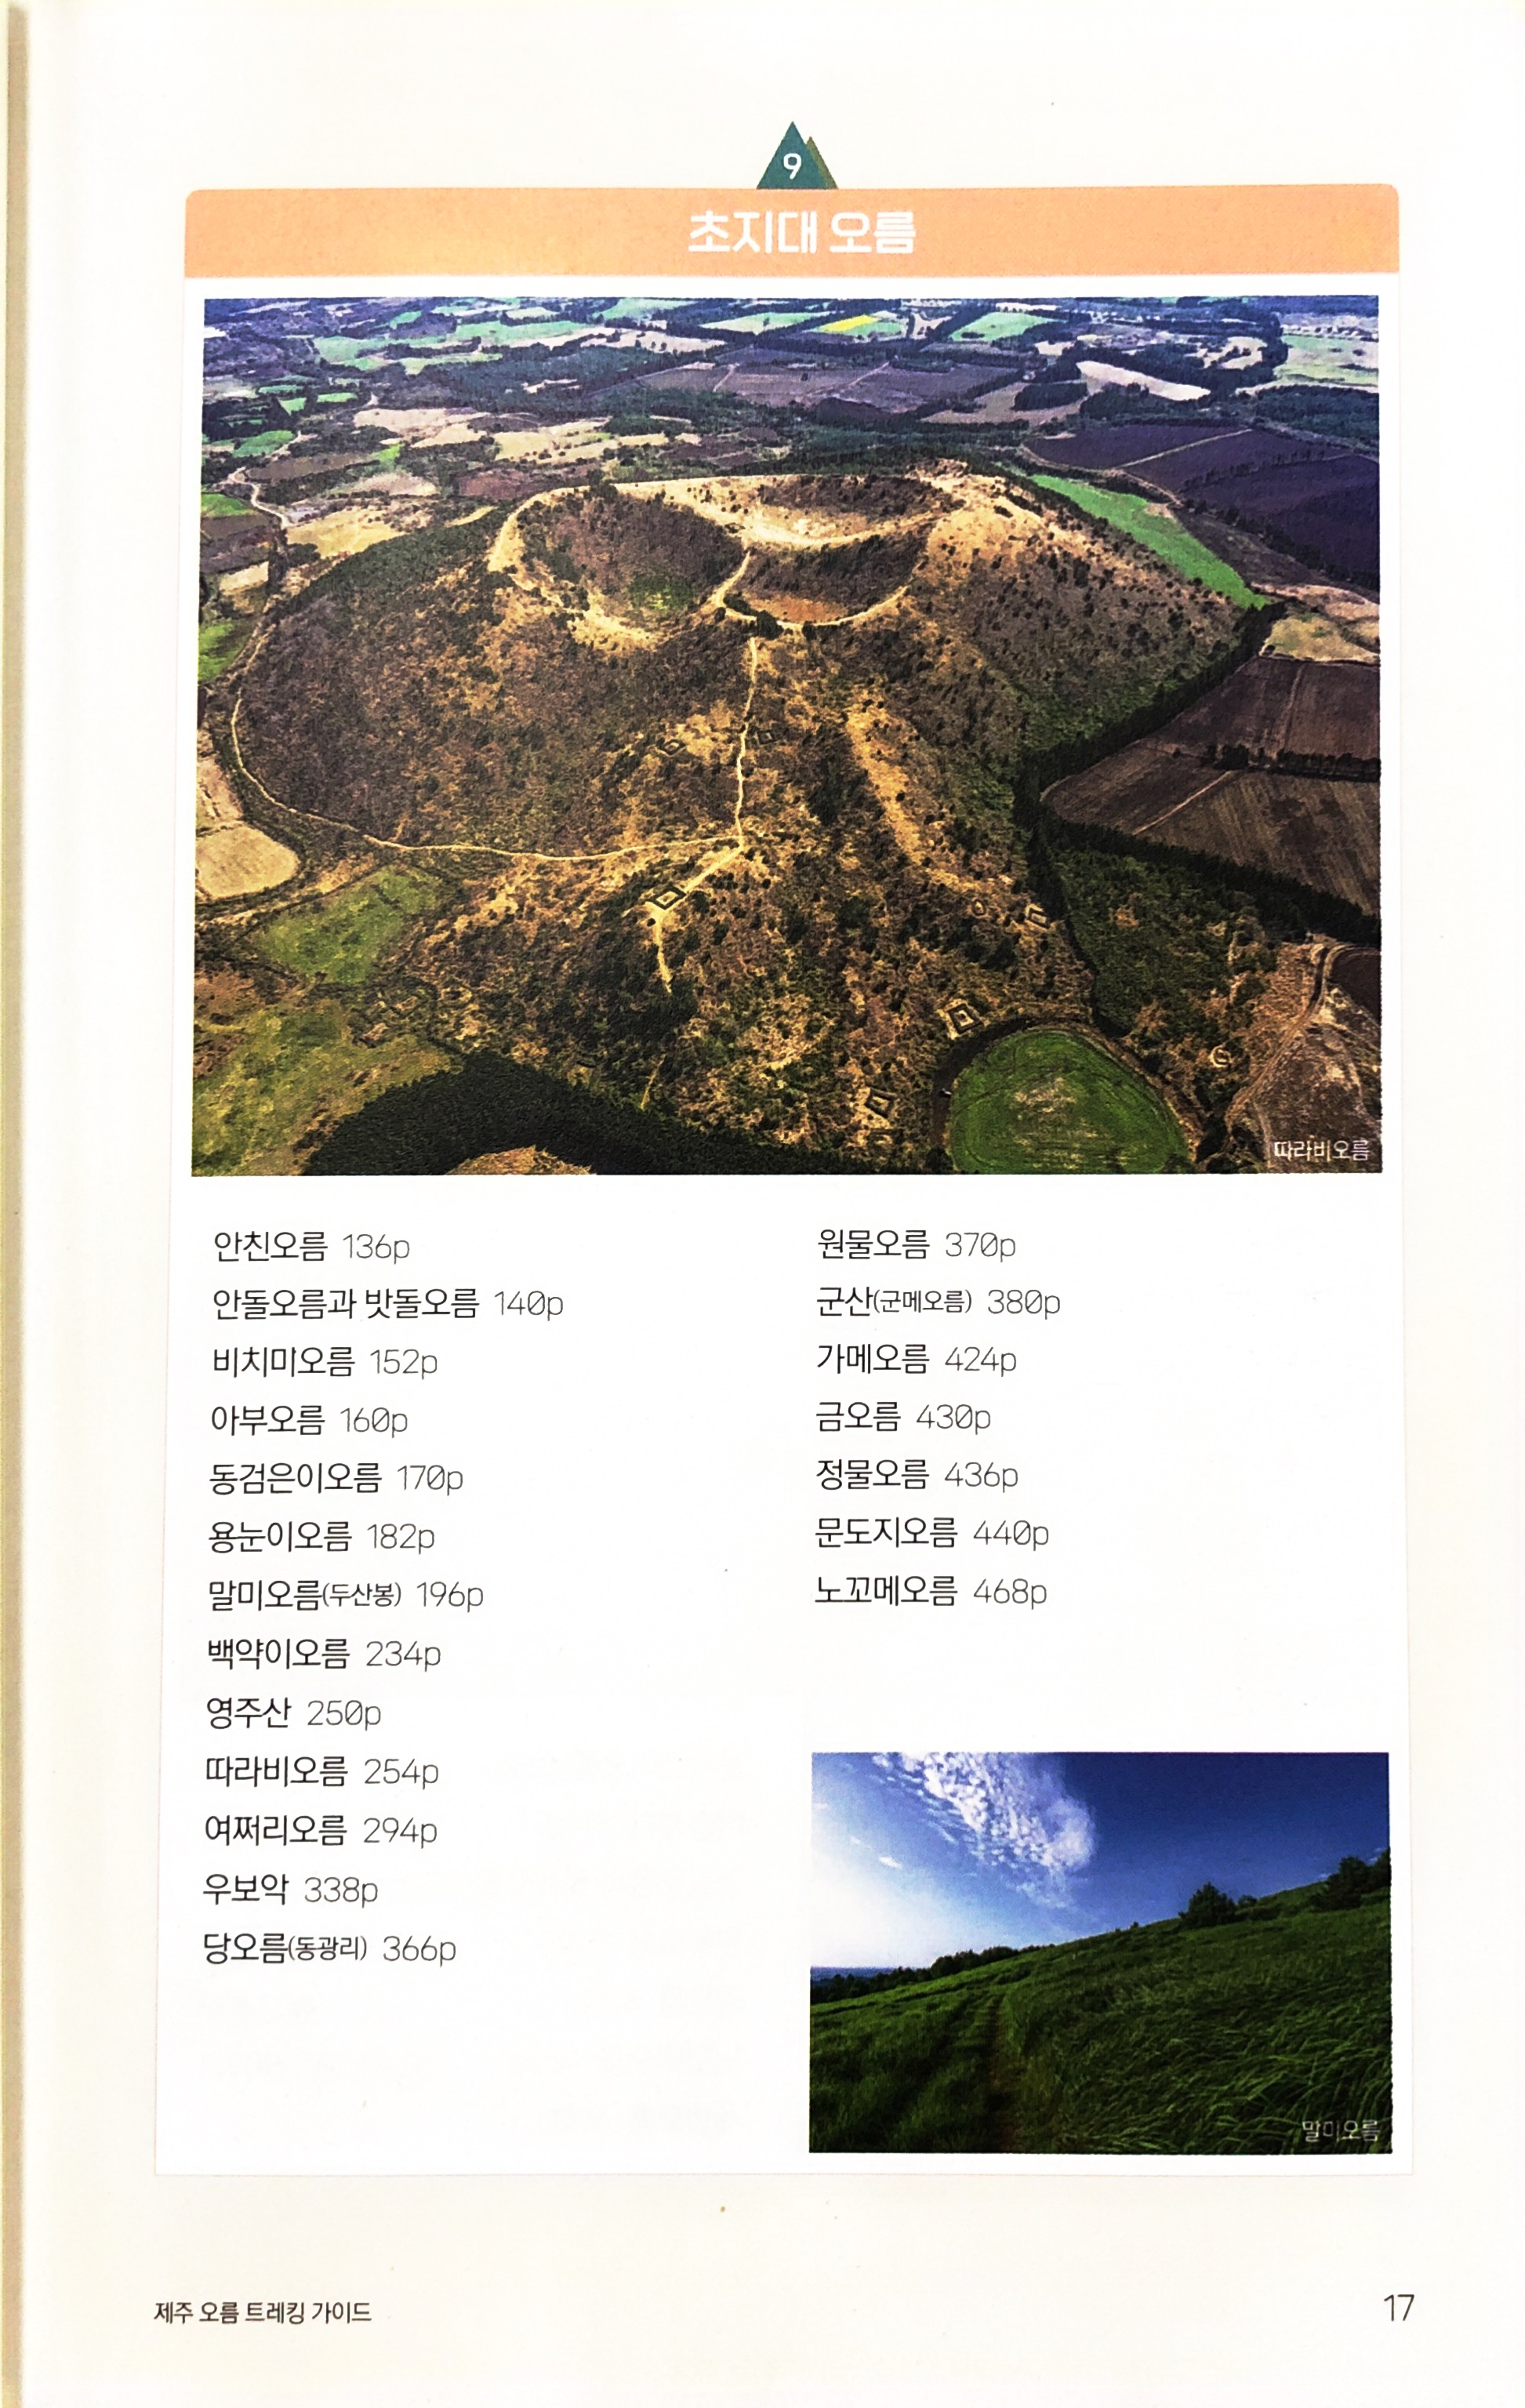 9
초지대 오름
따라비오름
안친오름 136p
안돌오름과 밧돌오름 140p
비치미오름 152p
아부오름 160p
동검은이오름 170p
용눈이오름 182p
말미오름(두산봉) 196p
백약이오름 234p
영주산 250p
따라비오름 254p
여쩌리오름 294p
우보악 338p
당오름(동광리) 366p
원물오름 370p
군산(군메오름) 380p
가메오름 424p
금오름 430p
정물오름 436p
문도지오름 440p
노꼬메오름 468p
말미오름
제주 오름 트레킹 가이드
17